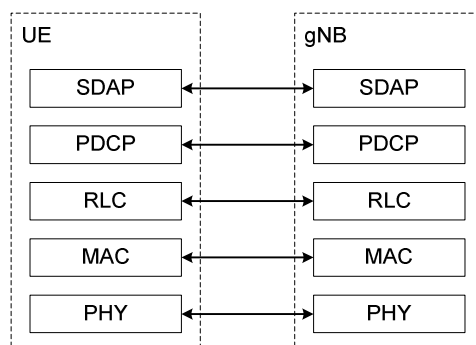 UE gNB
SDAP SDAP
PDCP PDCP
RLC RLC
MAC MAC
PHY PHY